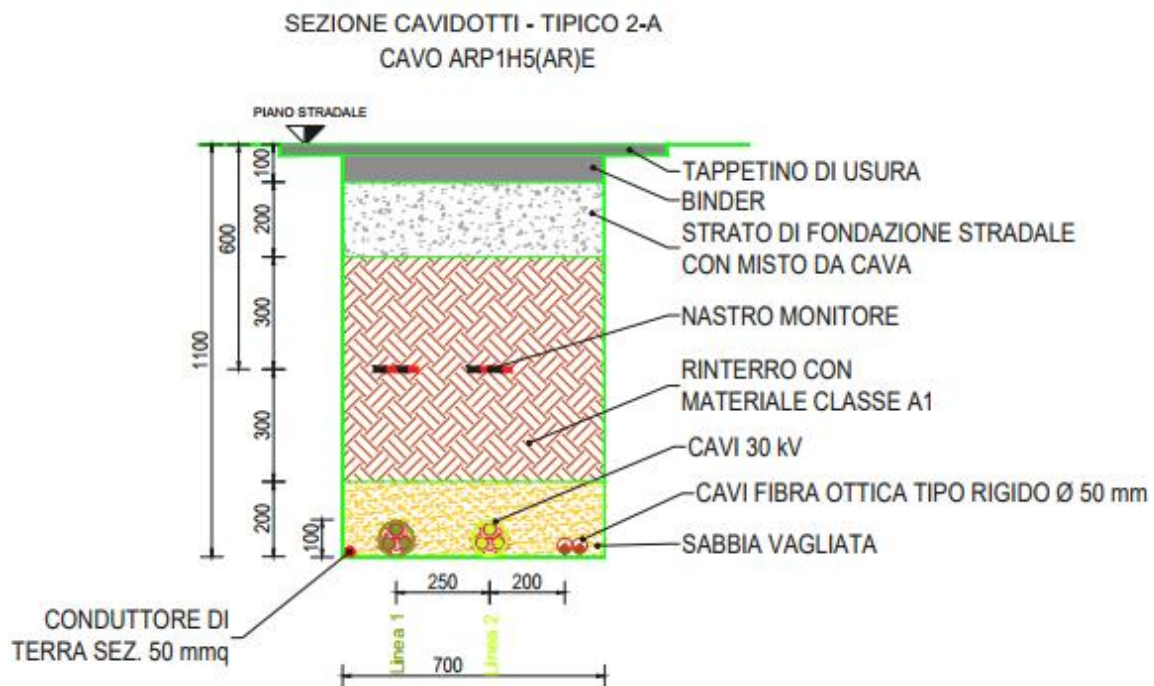 SEZIONE CAVIDOTTI - TIPICO 2-A
CAVO ARP1H5(AR)E
PIANO STRADALE
100
200
600
300
1100
300
200
100
TAPPETINO DI USURA
BINDER
STRATO DI FONDAZIONE STRADALE
CON MISTO DA CAVA
NASTRO MONITORE
RINTERRO CON
MATERIALE CLASSE A1
CAVI 30 kV
CAVI FIBRA OTTICA TIPO RIGIDO Ø 50 mm
SABBIA VAGLIATA
250
200
CONDUTTORE DI
TERRA SEZ. 50 mmq
Linea 1
Linea 2
700